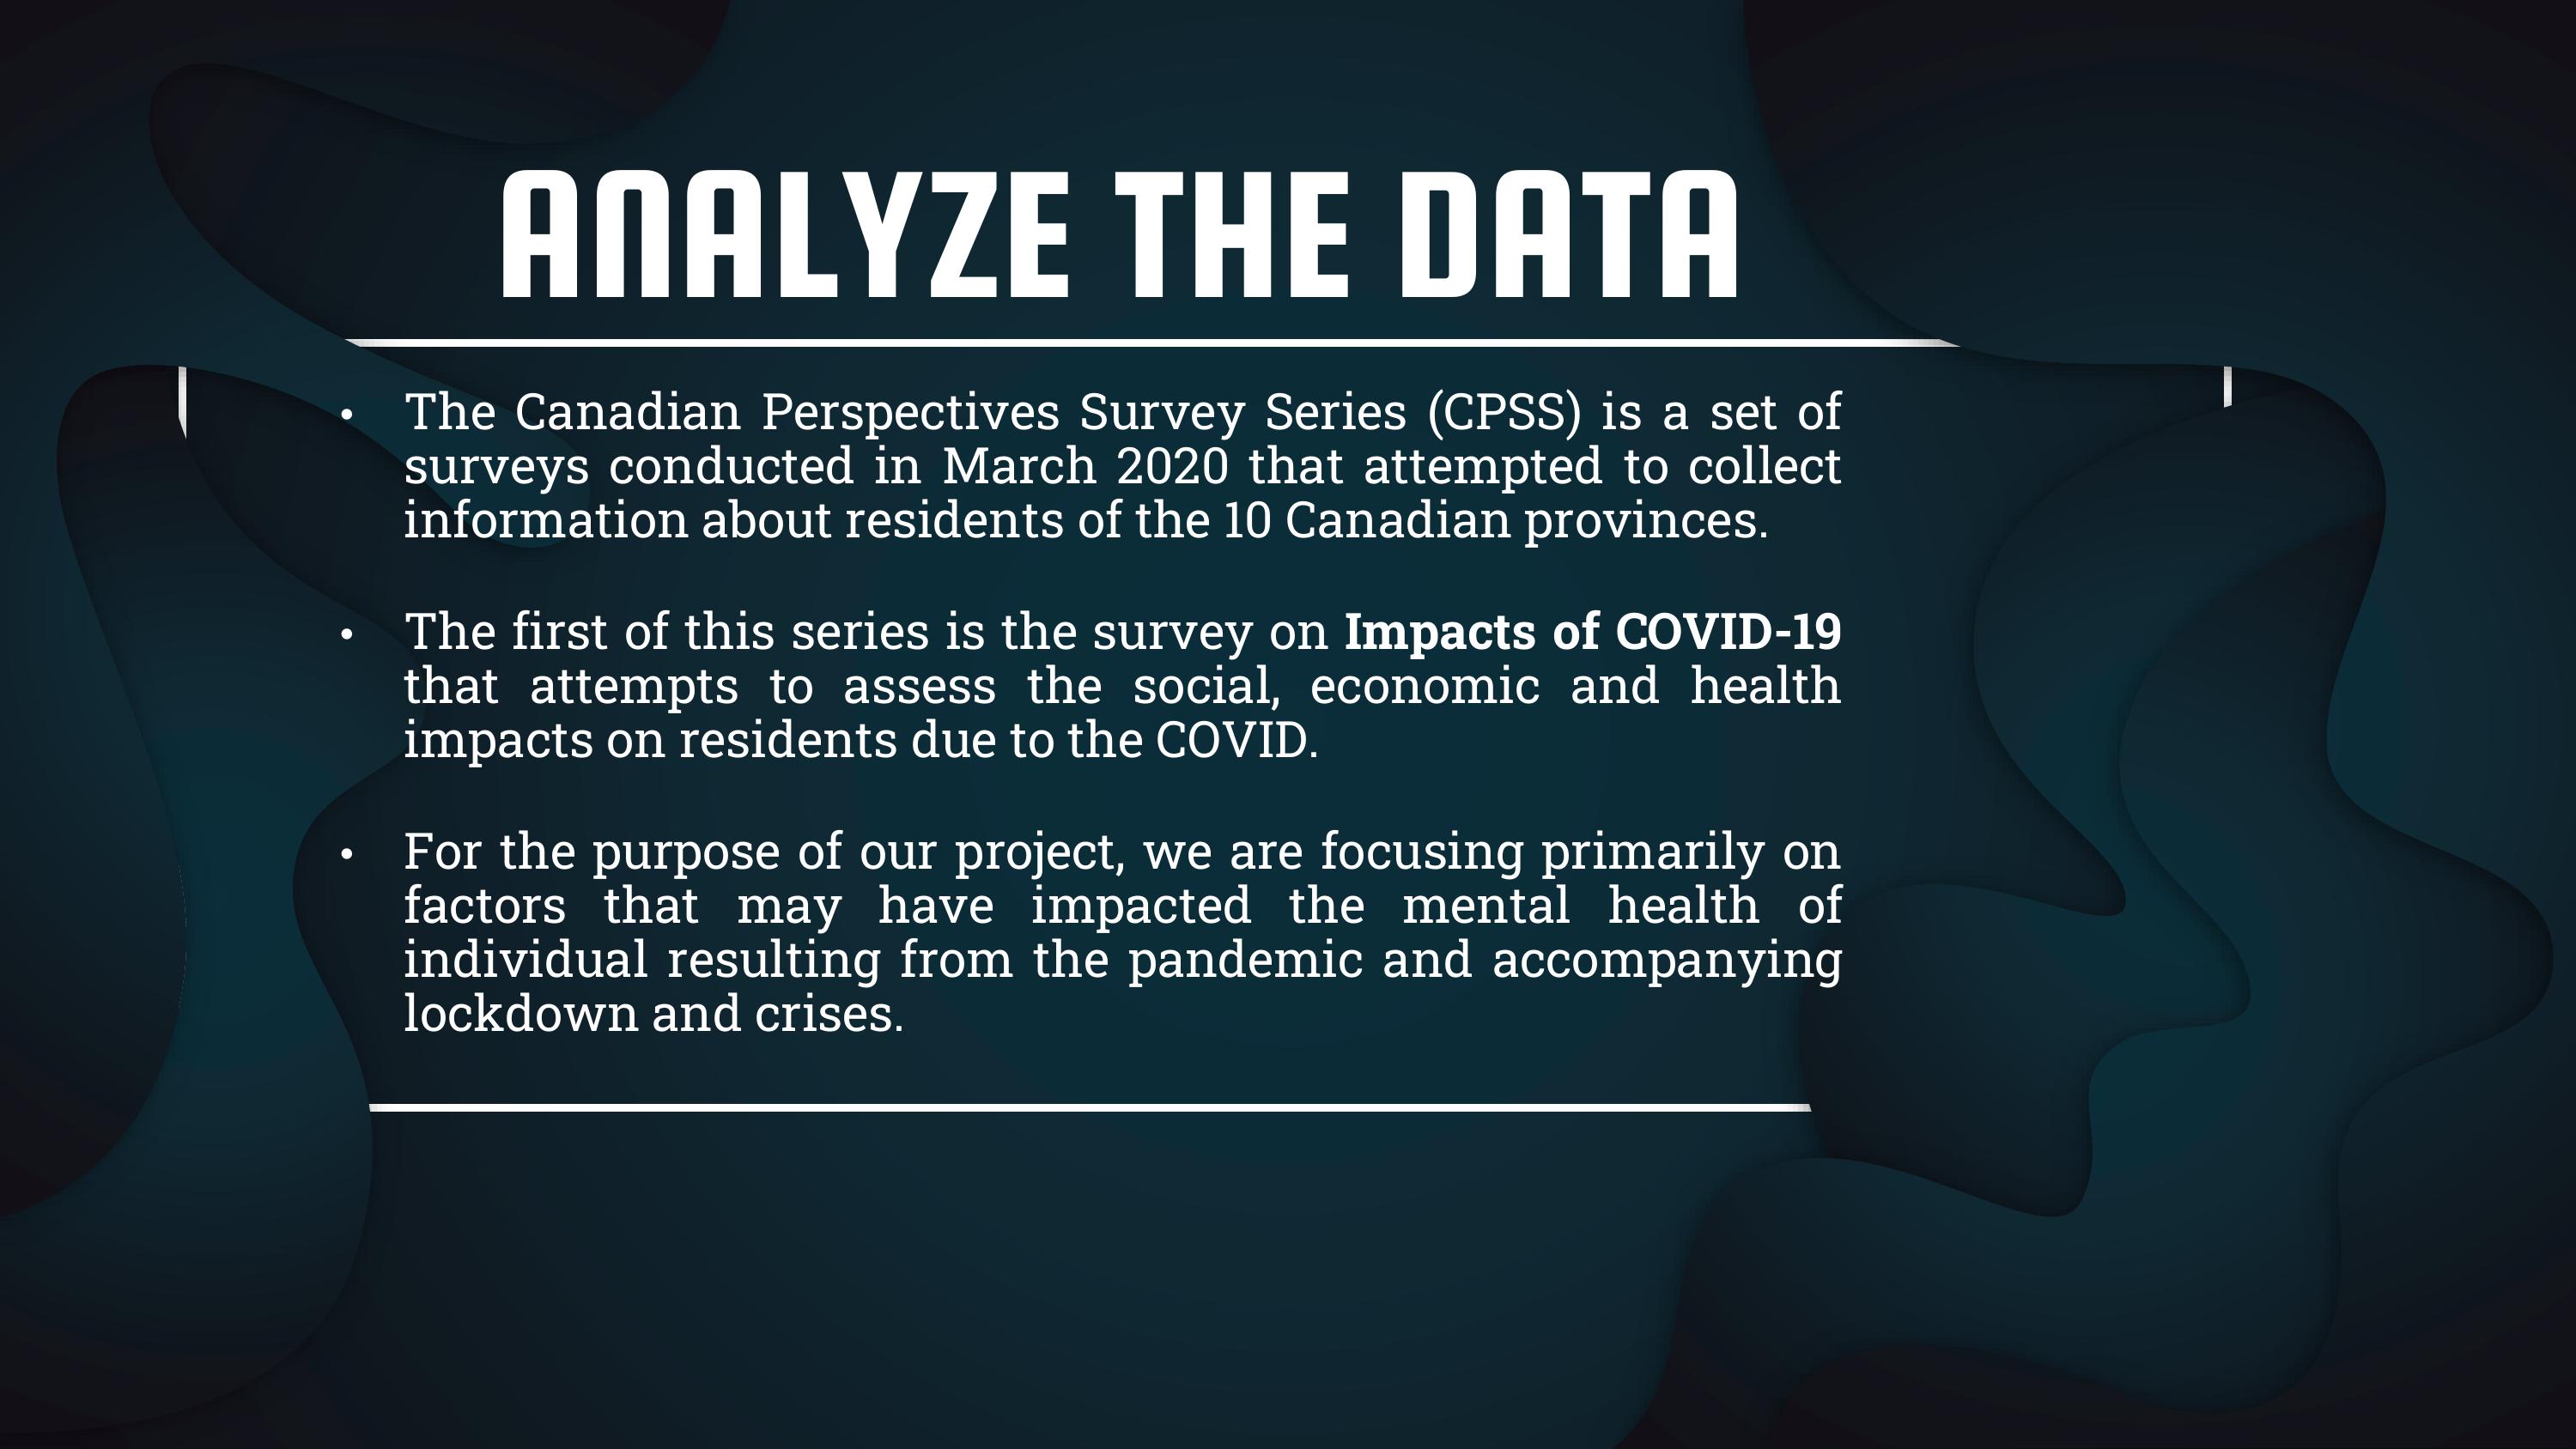 ANALYZE THE DATA
• The Canadian Perspectives Survey Series (CPSS) is a set of
surveys conducted in March 2020 that attempted to collect
information about residents of the 10 Canadian provinces.
• The first of this series is the survey on Impacts of COVID-19
that attempts to assess the social, economic and health
impacts on residents due to the COVID.
• For the purpose of our project, we are focusing primarily on
factors that may have impacted the mental health of
individual resulting from the pandemic and accompanying
lockdown and crises.